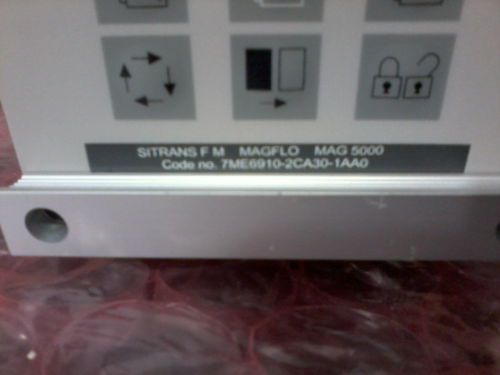 SITRANS F M MAGFLO MAG 5000
Code no. 7ME6910-2CA30-1AA0